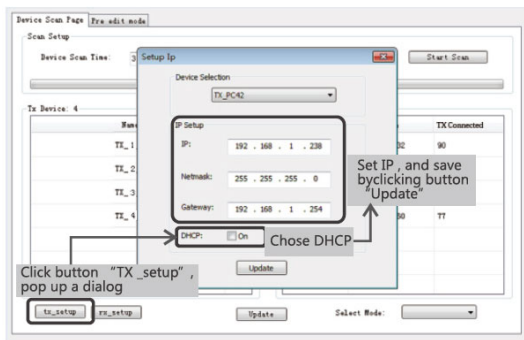 Device Scan Page Pre edit mode
Scan Setup
Device Scan Time: 3
Start Scan
Setup Ip
Device Selection
TX_PC42
Tx Device: 4
Name
TX Connected
TX_1
32
90
TX_2
TX_3
TX_4
60
77
IP Setup
IP: 192 . 168 . 1 . 238
Netmask: 255 . 255 . 255 . 0
Gateway: 192 . 168 . 1 . 254
DHCP: On
Update
Set IP , and save
byclicking button
“Update”
Chose DHCP
Click button “TX _setup” ,
pop up a dialog
tx_setup rx_setup Update Select Mode: